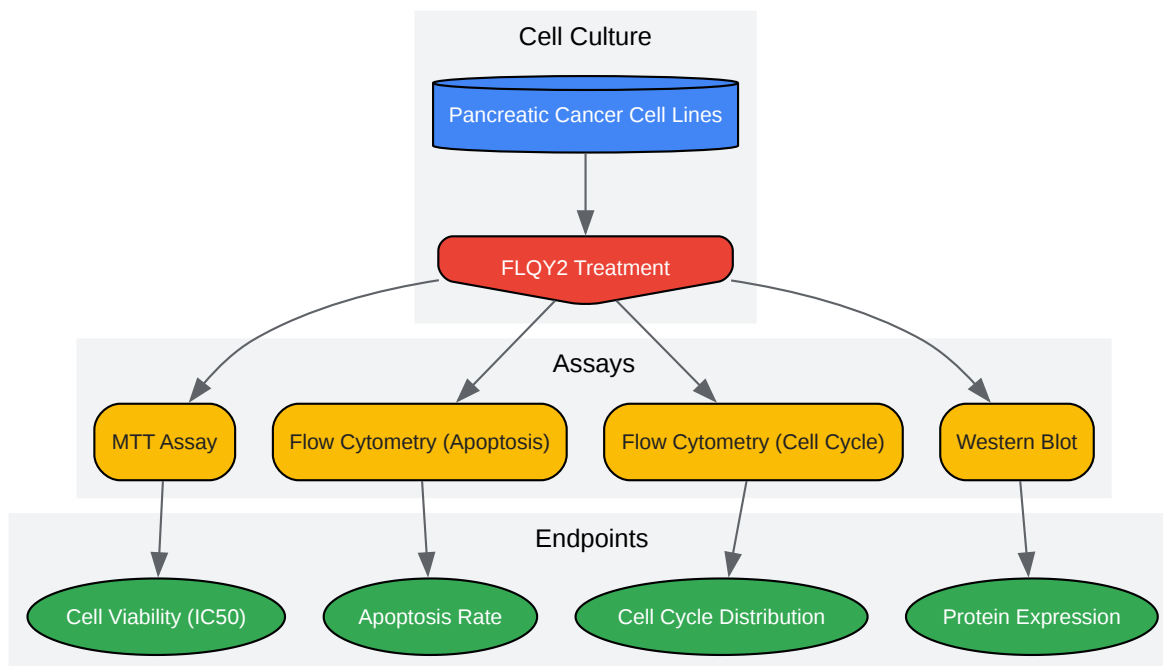 Cell Culture
Pancreatic Cancer Cell Lines
FLQY2 Treatment
Assays
MTT Assay
Flow Cytometry (Apoptosis)
Flow Cytometry (Cell Cycle)
Western Blot
Endpoints
Cell Viability (IC50)
Apoptosis Rate
Cell Cycle Distribution
Protein Expression